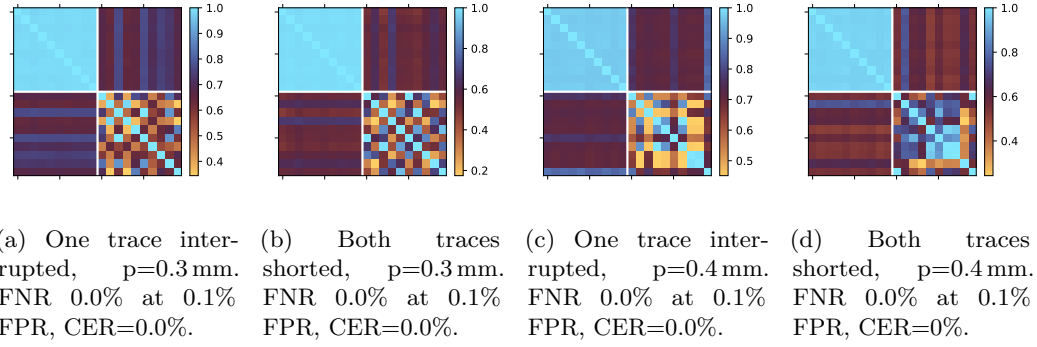 1.0
0.9
0.8
0.7
0.6
0.5
0.4
1.0
0.8
0.6
0.4
0.2
1.0
0.9
0.8
0.7
0.6
0.5
1.0
0.8
0.6
0.4
(a) One trace inter-
rupted, p=0.3 mm.
FNR 0.0% at 0.1%
FPR, CER=0.0%.
(b) Both traces
shorted, p=0.3 mm.
FNR 0.0% at 0.1%
FPR, CER=0.0%.
(c) One trace inter-
rupted, p=0.4 mm.
FNR 0.0% at 0.1%
FPR, CER=0.0%.
(d) Both traces
shorted, p=0.4 mm.
FNR 0.0% at 0.1%
FPR, CER=0%.